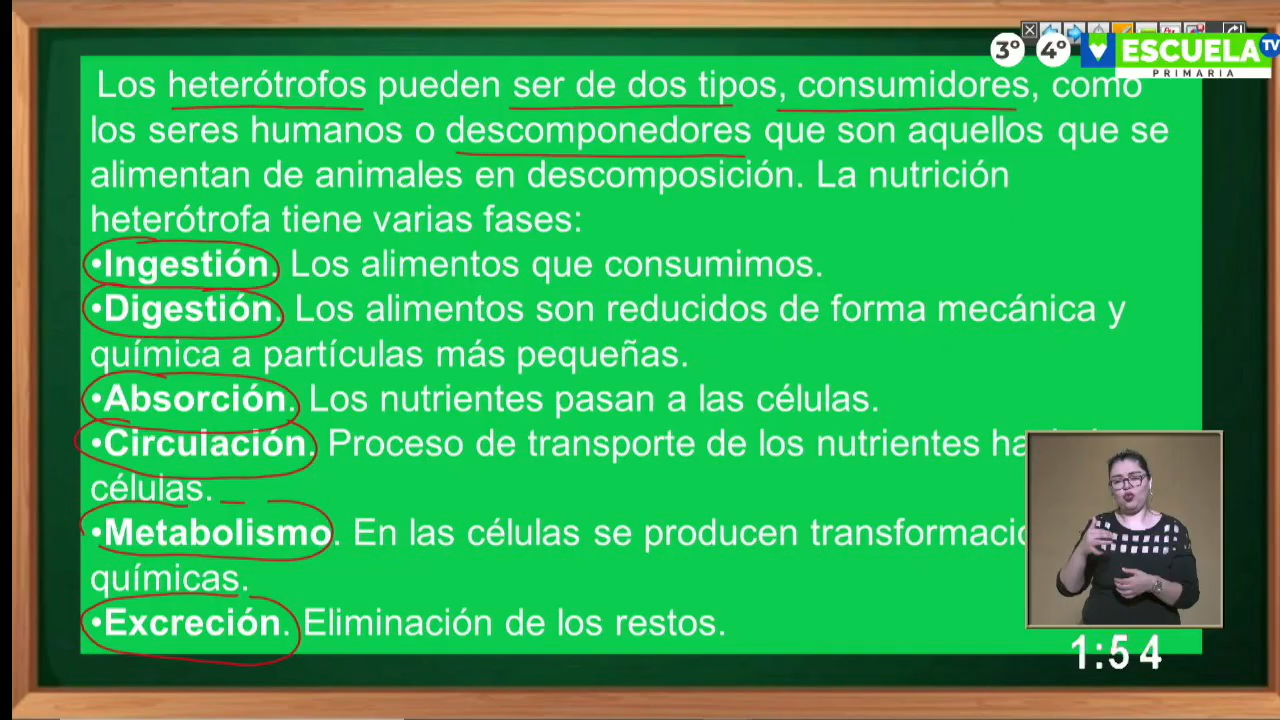 3º 4º ESCUELA TV
PRIMARIA
Los heterótrofos pueden ser de dos tipos, consumidores, como
los seres humanos o descomponedores que son aquellos que se
alimentan de animales en descomposición. La nutrición
heterótrofa tiene varias fases:
•Ingestión. Los alimentos que consumimos.
•Digestión. Los alimentos son reducidos de forma mecánica y
química a partículas más pequeñas.
•Absorción. Los nutrientes pasan a las células.
•Circulación. Proceso de transporte de los nutrientes
células.
•Metabolismo. En las células se producen
químicas.
•Excreción. Eliminación de los restos.
1:54